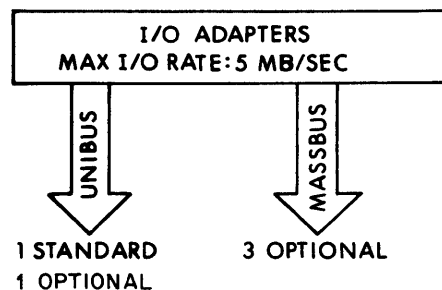 I/O ADAPTERS
MAX I/O RATE: 5 MB/SEC
UNIBUS
MASSBUS
1 STANDARD
1 OPTIONAL
3 OPTIONAL